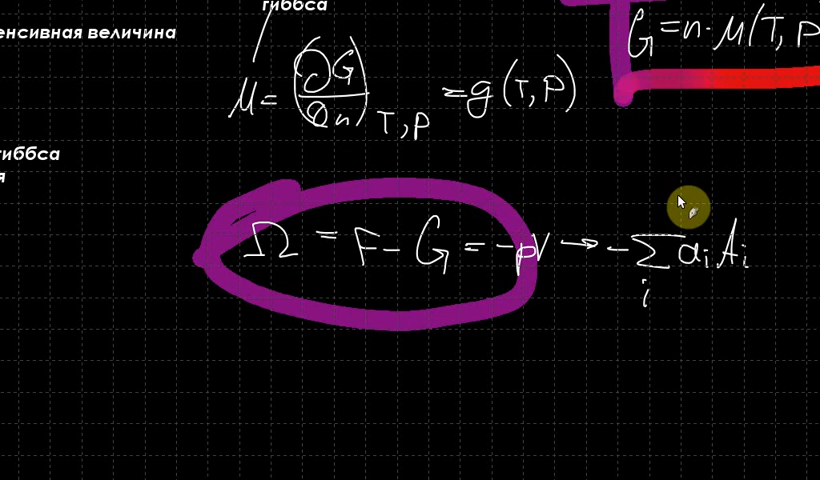 гиббса
енсивная величина
G = n · μ(T, P
μ = (∂G/∂n)T,P = g(T, P)
гиббса
я
Ω = F - G = -pV → -∑i aiAi